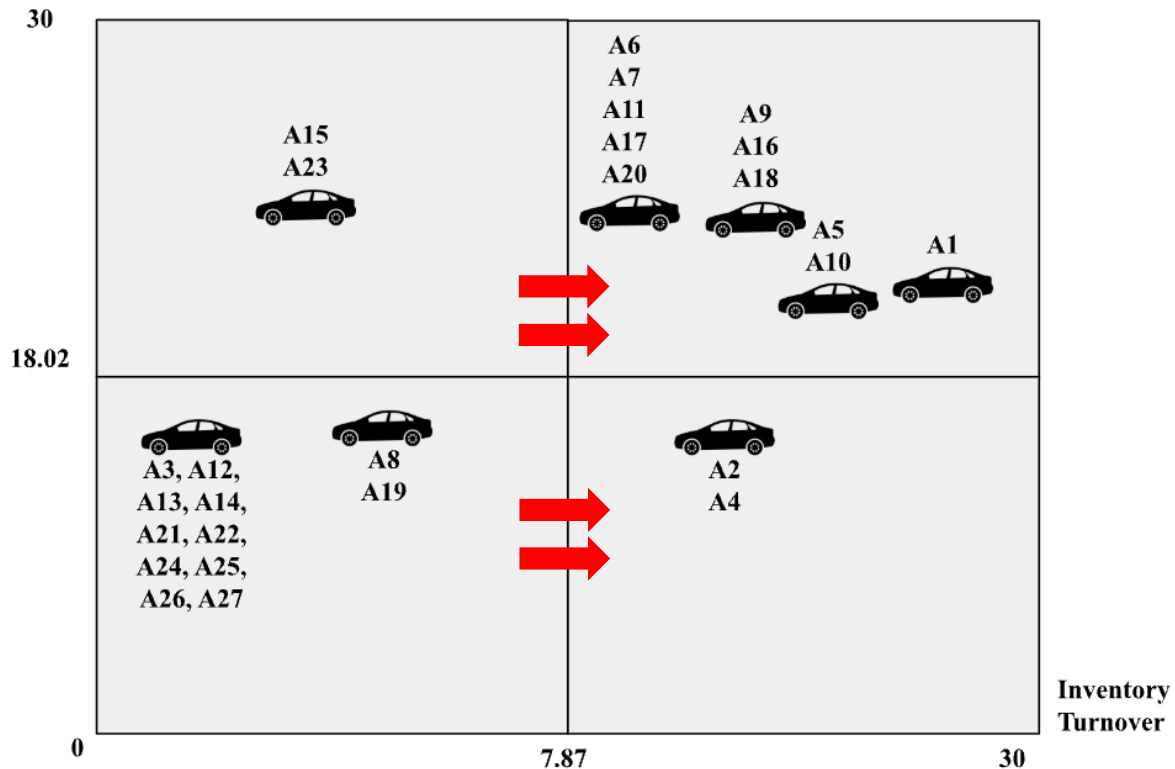 30
A6
A7
A11
A17
A20
A9
A16
A18
A15
A23
A5
A10
A1
18.02
A3, A12,
A13, A14,
A21, A22,
A24, A25,
A26, A27
A8
A19
A2
A4
Inventory
Turnover
0
7.87
30